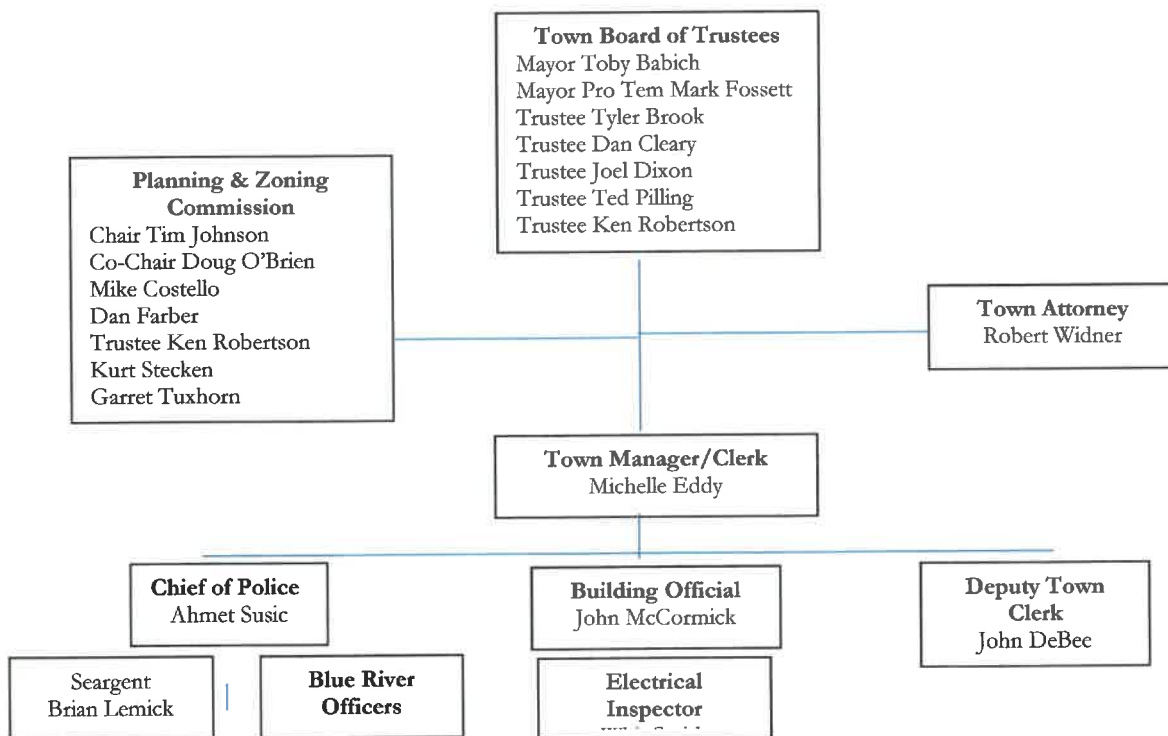 Town Board of Trustees
Mayor Toby Babich
Mayor Pro Tem Mark Fossett
Trustee Tyler Brook
Trustee Dan Cleary
Trustee Joel Dixon
Trustee Ted Pilling
Trustee Ken Robertson
Planning & Zoning
Commission
Chair Tim Johnson
Co-Chair Doug O'Brien
Mike Costello
Dan Farber
Trustee Ken Robertson
Kurt Stecken
Garret Tuxhorn
Town Attorney
Robert Widner
Town Manager/Clerk
Michelle Eddy
Chief of Police
Ahmet Susic
Building Official
John McCormick
Deputy Town
Clerk
John DeBee
Seargent
Brian Lemick
Blue River
Officers
Electrical
Inspector